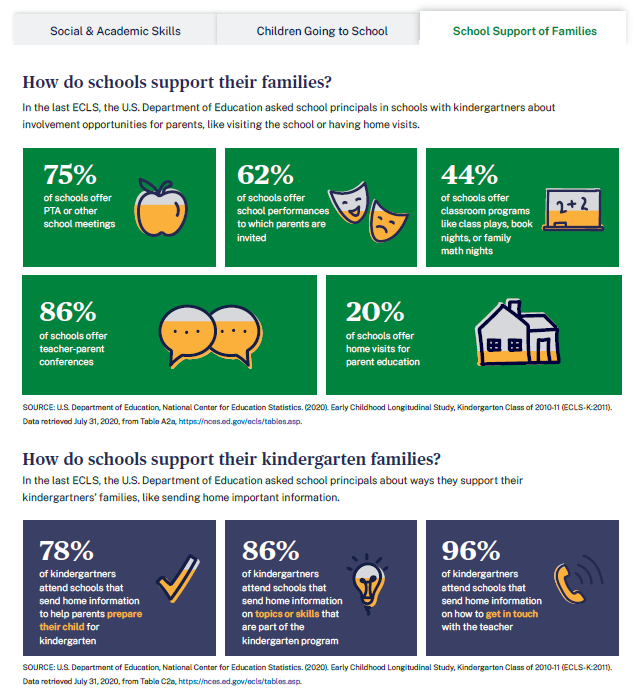 Social & Academic Skills
Children Going to School
School Support of Families
How do schools support their families?
In the last ECLS, the U.S. Department of Education asked school principals in schools with kindergartners about
involvement opportunities for parents, like visiting the school or having home visits.
75%
of schools offer
PTA or other
school meetings
62%
of schools offer
school performances
to which parents are
invited
44%
of schools offer
classroom programs
like class plays, book
nights, or family
math nights
2+2
86%
of schools offer
teacher-parent
conferences
20%
of schools offer
home visits for
parent education
SOURCE: U.S. Department of Education, National Center for Education Statistics. (2020). Early Childhood Longitudinal Study, Kindergarten Class of 2010-11 (ECLS-K:2011).
Data retrieved July 31, 2020, from Table A2a, https://nces.ed.gov/ecls/tables.asp.
How do schools support their kindergarten families?
In the last ECLS, the U.S. Department of Education asked school principals about ways they support their
kindergartners' families, like sending home important information.
78%
of kindergartners
attend schools that
send home information
to help parents prepare
their child for
kindergarten
86%
of kindergartners
attend schools that
send home information
on topics or skills that
are part of the
kindergarten program
96%
of kindergartners
attend schools that
send home information
on how to get in touch
with the teacher
SOURCE: U.S. Department of Education, National Center for Education Statistics. (2020). Early Childhood Longitudinal Study, Kindergarten Class of 2010-11 (ECLS-K:2011).
Data retrieved July 31, 2020, from Table C2a, https://nces.ed.gov/ecls/tables.asp.